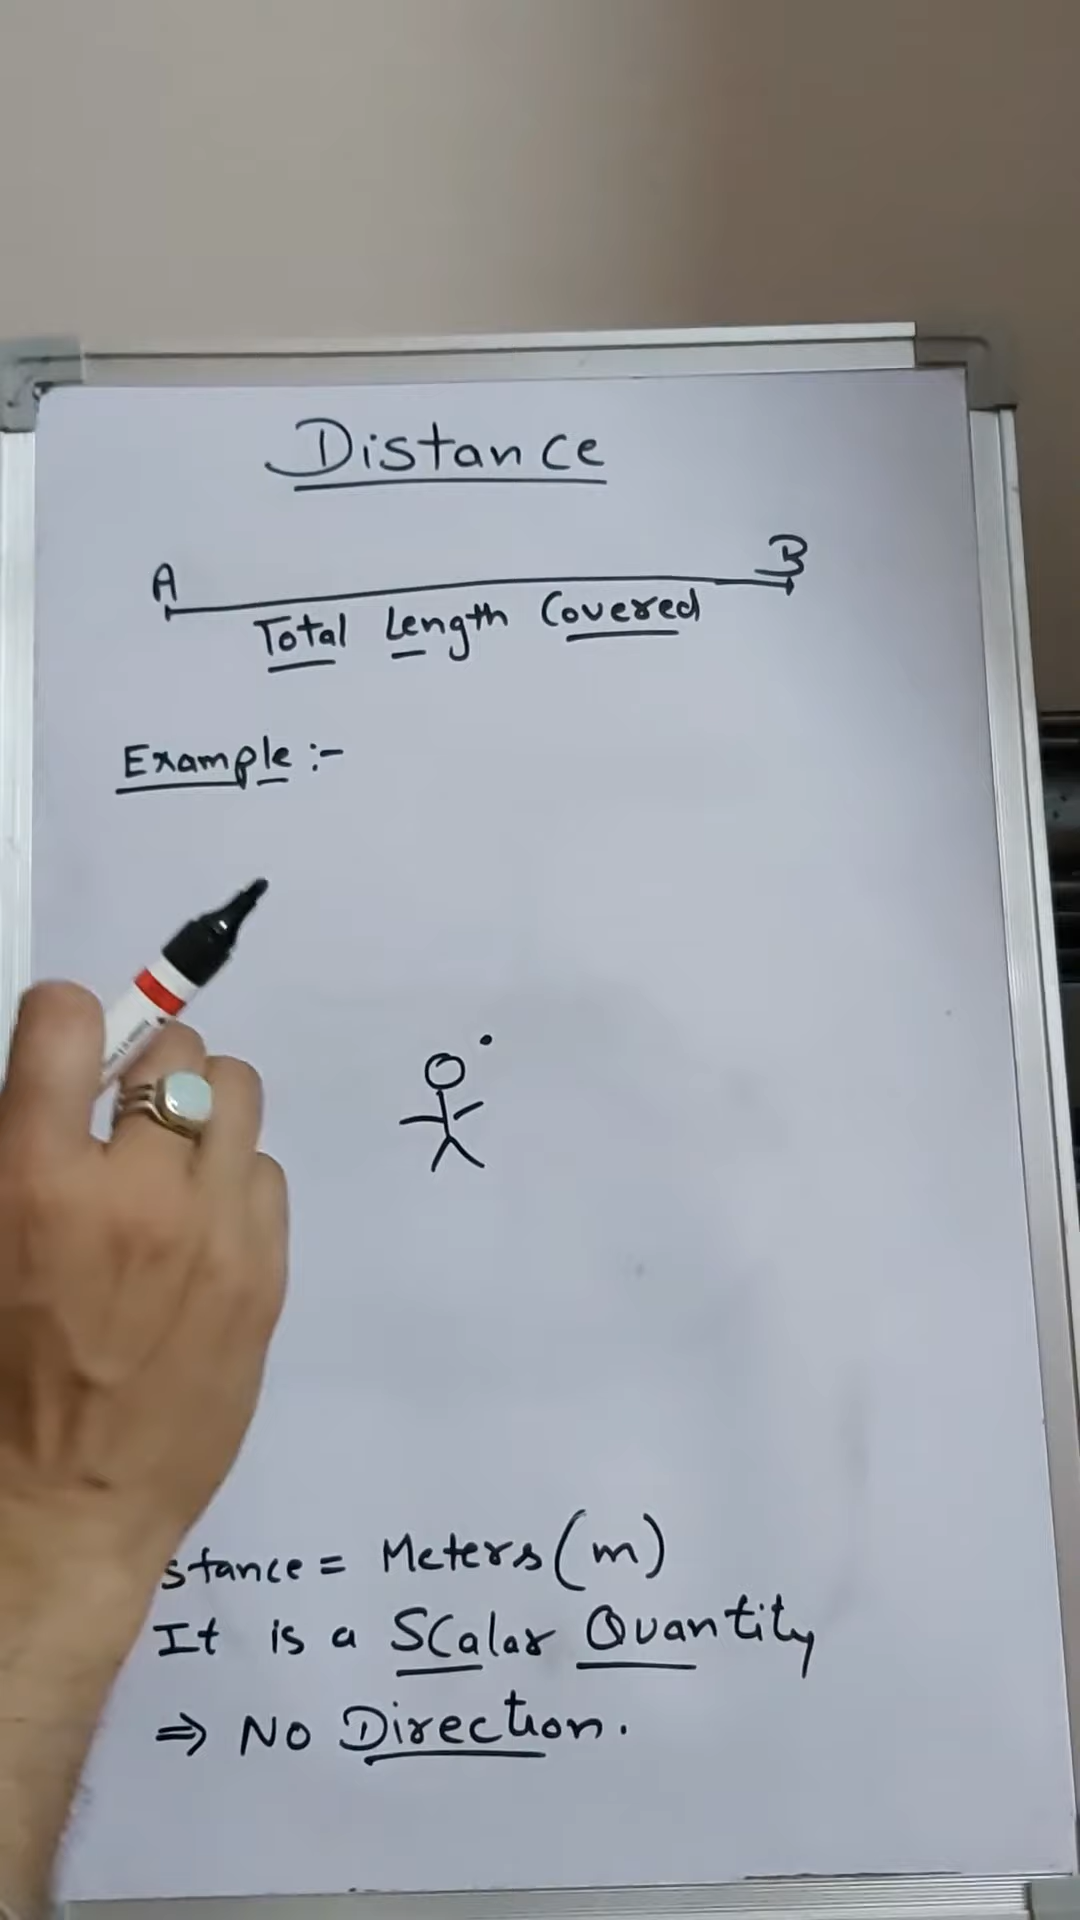 Distance
A B
Total Length Covered
Example :-
stance = Meters (m)
It is a Scalar Quantity
⇒ No Direction.